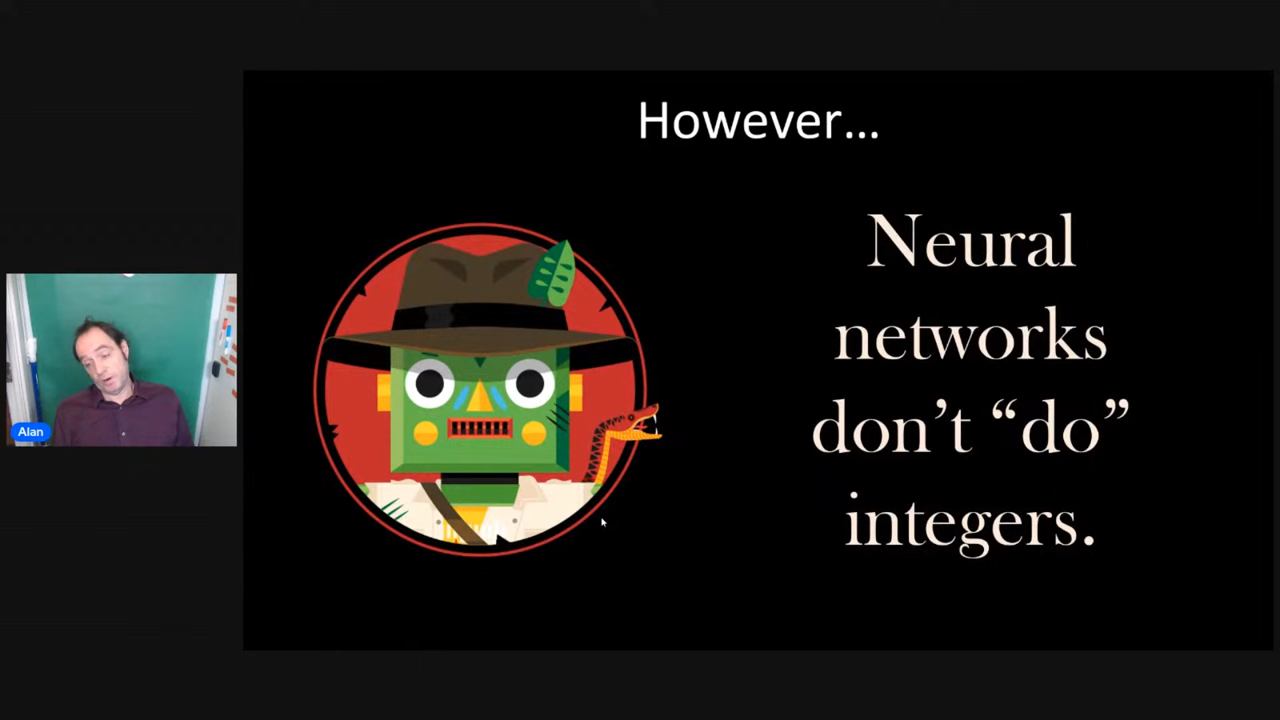 However...
Neural
networks
don’t “do”
integers.
Alan